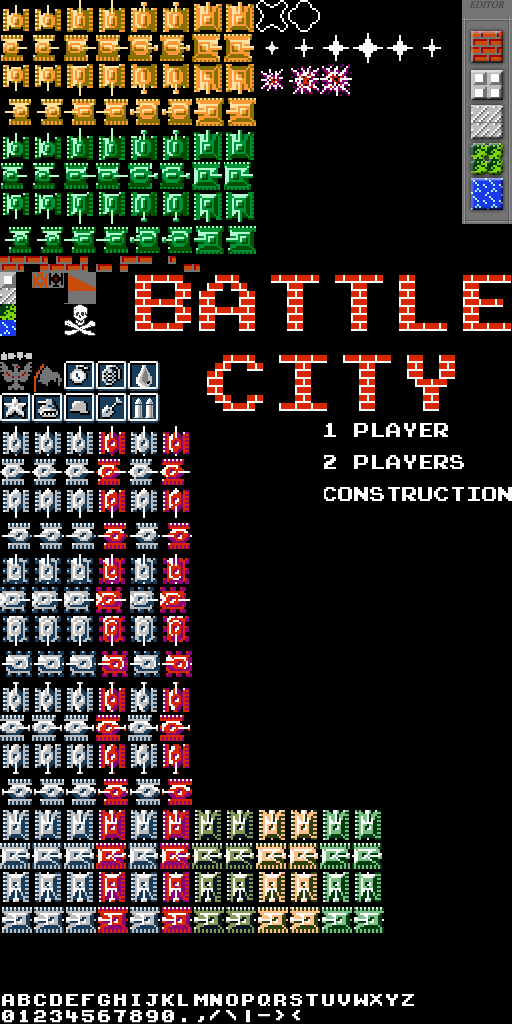 EDITOR
BATTLE
CITY
1 PLAYER
2 PLAYERS
CONSTRUCTION
ABCDEFGHIJKLMNOPQRSTUVWXYZ
01234567890.,/\|-><